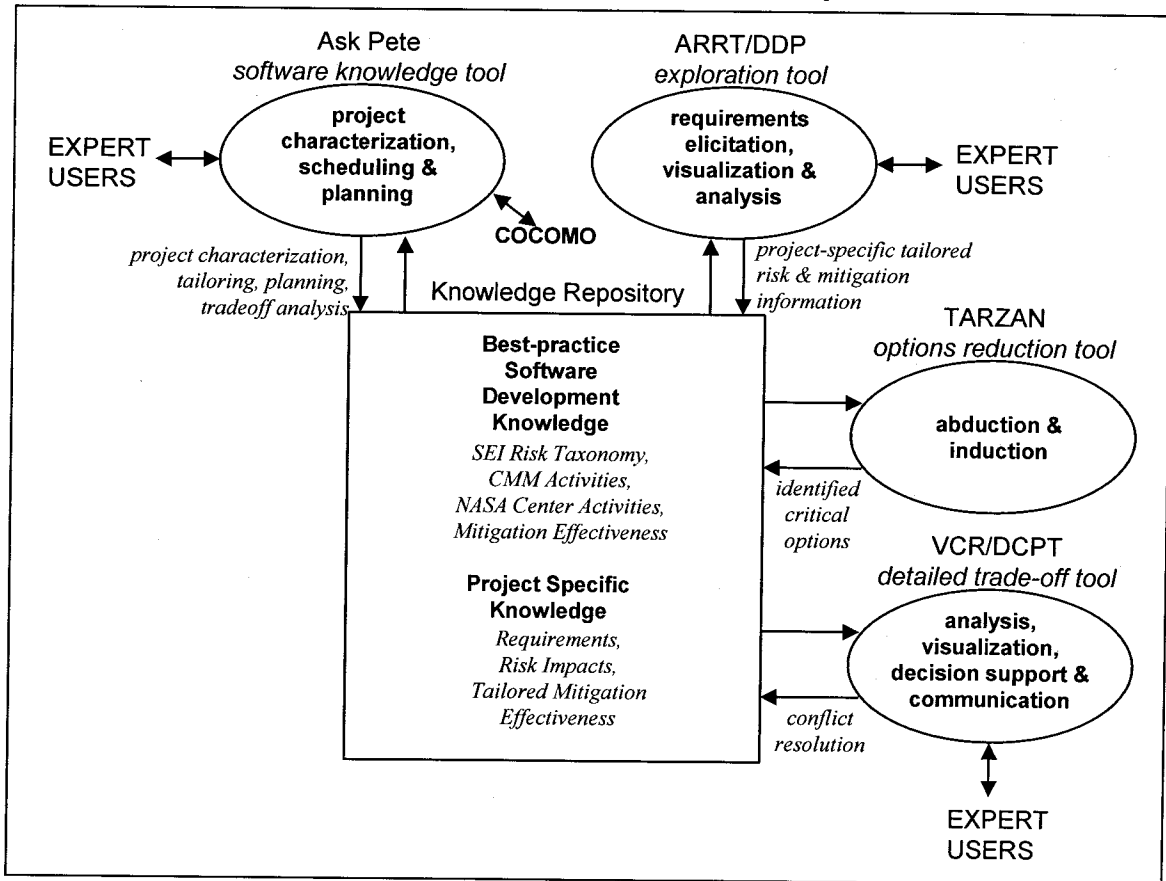 Ask Pete
software knowledge tool
project
characterization,
scheduling &
planning
EXPERT
USERS
COCOMO
project characterization,
tailoring, planning,
tradeoff analysis
ARRT/DDP
exploration tool
requirements
elicitation,
visualization &
analysis
EXPERT
USERS
project-specific tailored
risk & mitigation
information
Knowledge Repository
Best-practice
Software
Development
Knowledge
SEI Risk Taxonomy,
CMM Activities,
NASA Center Activities,
Mitigation Effectiveness
Project Specific
Knowledge
Requirements,
Risk Impacts,
Tailored Mitigation
Effectiveness
TARZAN
options reduction tool
abduction &
induction
identified
critical
options
VCR/DCPT
detailed trade-off tool
analysis,
visualization,
decision support &
communication
conflict
resolution
EXPERT
USERS